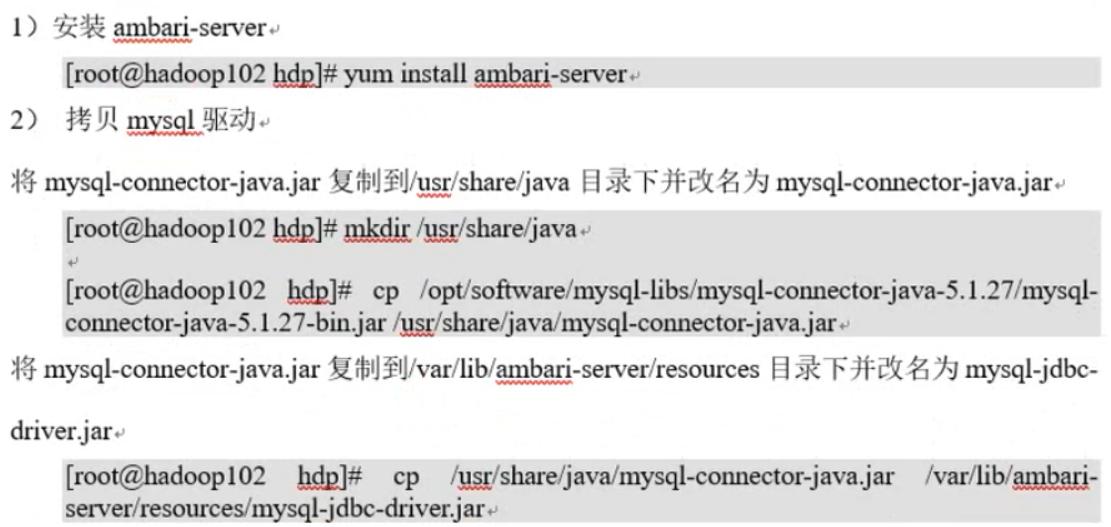 1）安装 ambari-server
[root@hadoop102 hdp]# yum install ambari-server
2） 拷贝 mysql 驱动
将 mysql-connector-java.jar 复制到/usr/share/java 目录下并改名为 mysql-connector-java.jar
[root@hadoop102 hdp]# mkdir /usr/share/java
[root@hadoop102 hdp]# cp /opt/software/mysql-libs/mysql-connector-java-5.1.27/mysql-
connector-java-5.1.27-bin.jar /usr/share/java/mysql-connector-java.jar
将 mysql-connector-java.jar 复制到/var/lib/ambari-server/resources 目录下并改名为 mysql-jdbc-
driver.jar
[root@hadoop102 hdp]# cp /usr/share/java/mysql-connector-java.jar /var/lib/ambari-
server/resources/mysql-jdbc-driver.jar